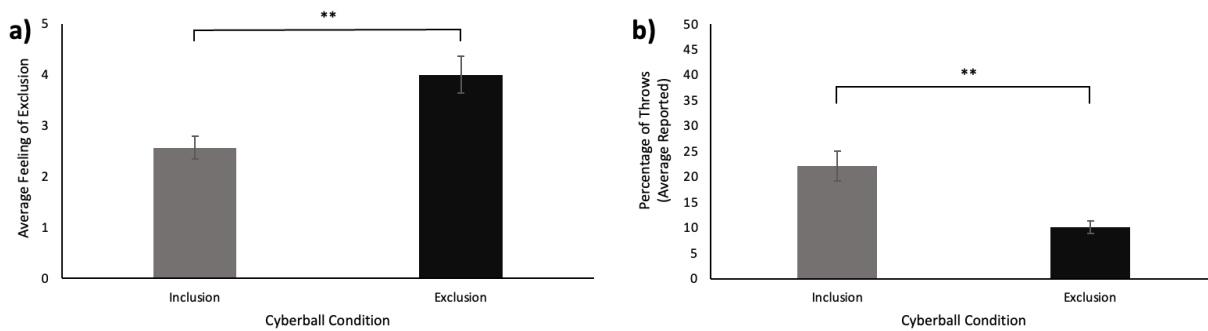 a)
Average Feeling of Exclusion
5
4
3
2
1
0
**
Inclusion
Exclusion
Cyberball Condition
b)
Percentage of Throws
(Average Reported)
50
45
40
35
30
25
20
15
10
5
0
**
Inclusion
Exclusion
Cyberball Condition